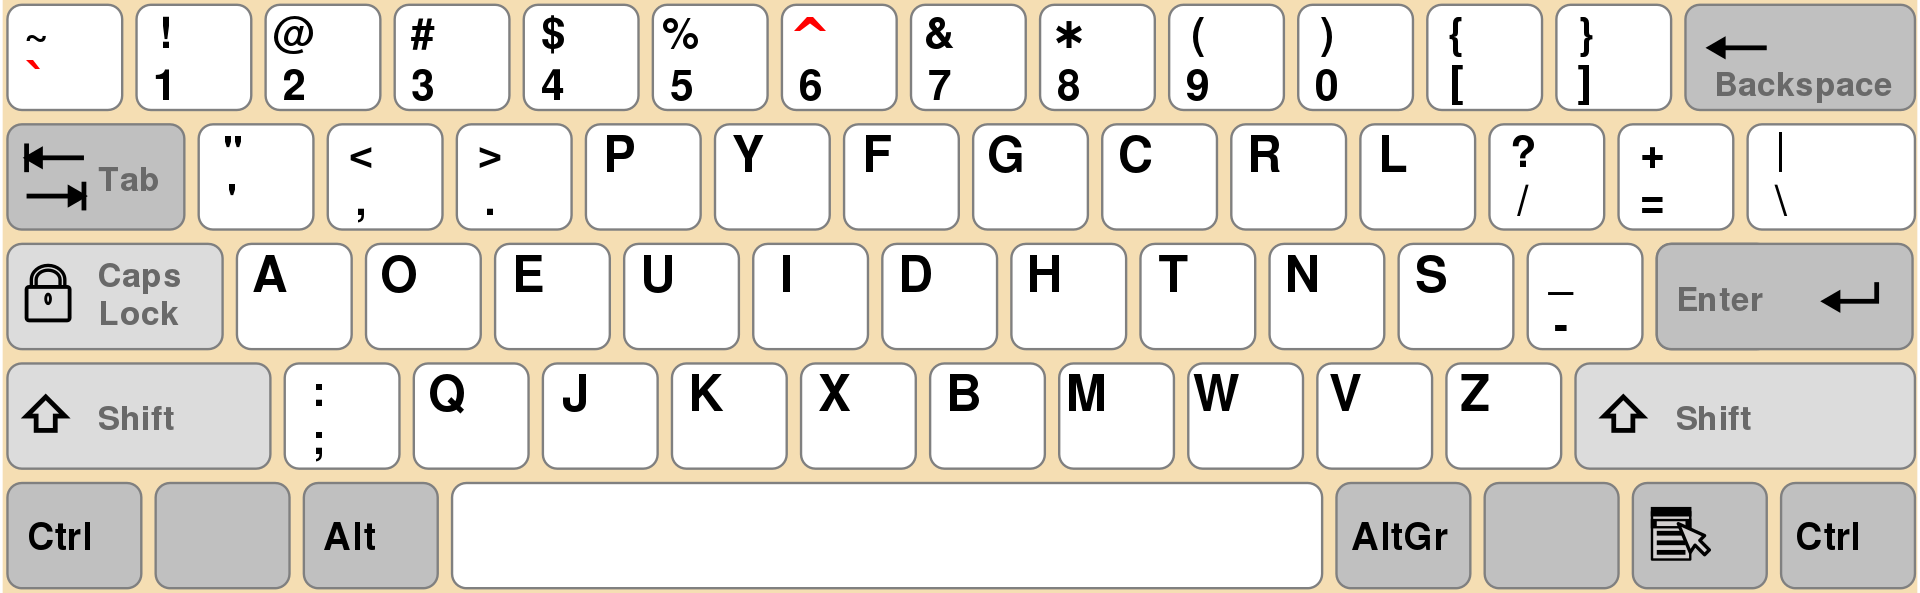 ~ ! @ # $ % ^ & * ( ) { }
` 1 2 3 4 5 6 7 8 9 0 [ ] Backspace
Tab " < > P Y F G C R L ? + |
' , . / = \
Caps Lock A O E U I D H T N S _ Enter
-
Shift : Q J K X B M W V Z Shift
;
Ctrl Alt AltGr Ctrl